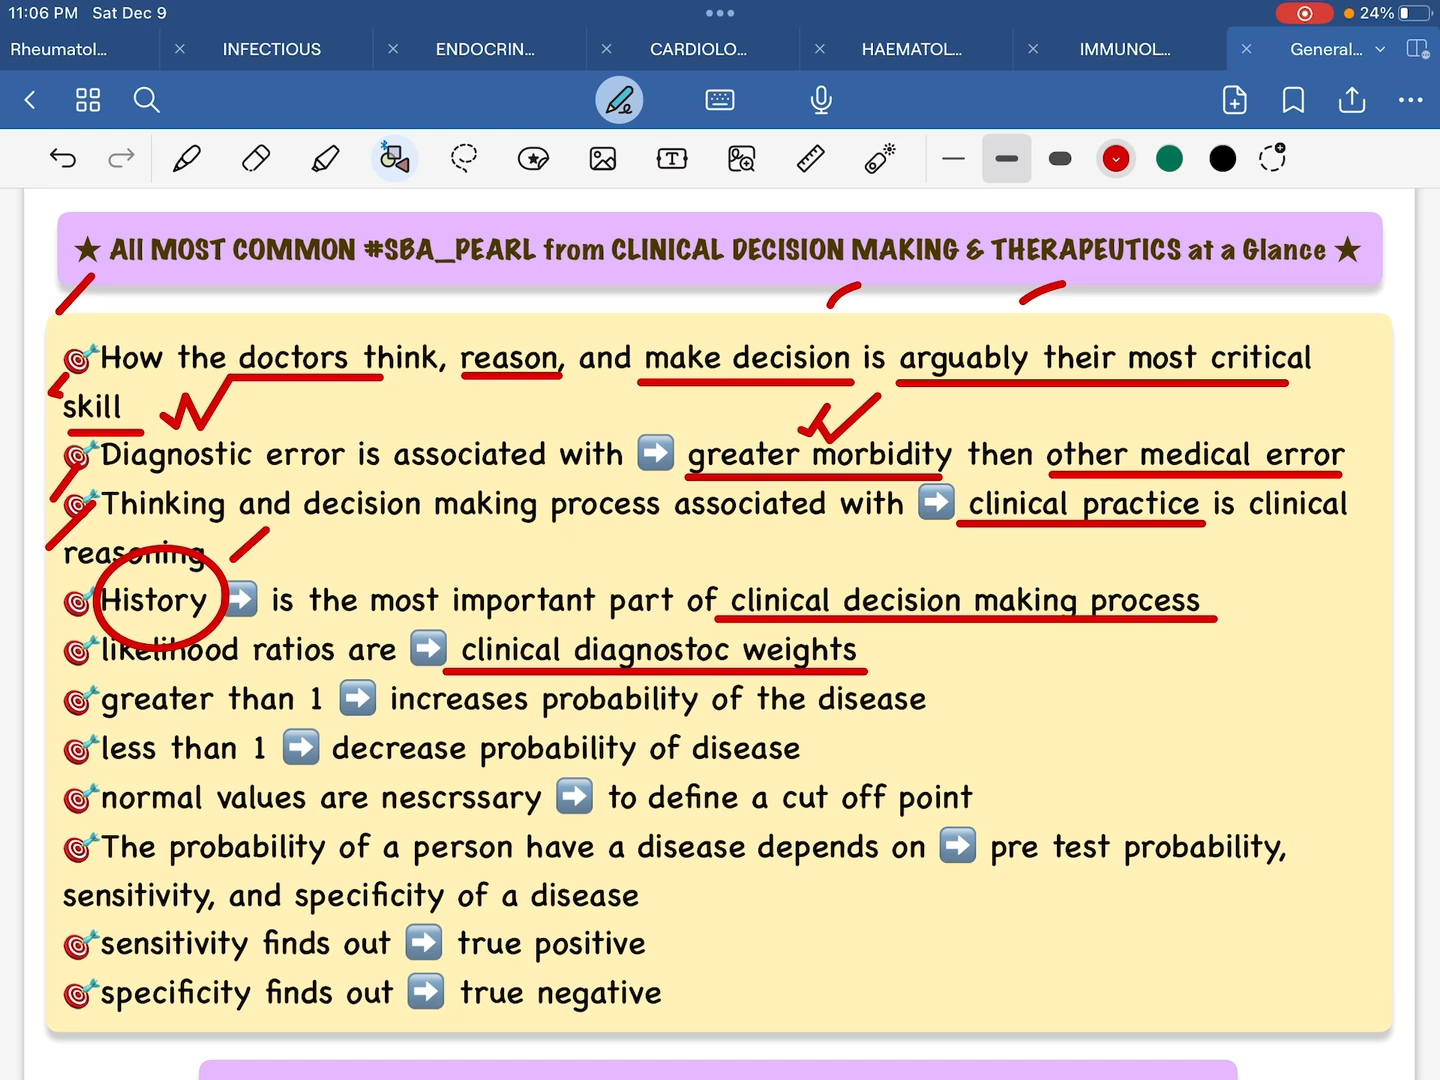 11:06 PM Sat Dec 9
24%
Rheumatol... INFECTIOUS ENDOCRIN... CARDIOLO... HAEMATOL... IMMUNOL... General...
★ All MOST COMMON #SBA_PEARL from CLINICAL DECISION MAKING & THERAPEUTICS at a Glance ★
🎯How the doctors think, reason, and make decision is arguably their most critical
skill
🎯Diagnostic error is associated with ➡️ greater morbidity then other medical error
🎯Thinking and decision making process associated with ➡️ clinical practice is clinical
reasoning
🎯History ➡️ is the most important part of clinical decision making process
🎯likelihood ratios are ➡️ clinical diagnostoc weights
🎯greater than 1 ➡️ increases probability of the disease
🎯less than 1 ➡️ decrease probability of disease
🎯normal values are nescrssary ➡️ to define a cut off point
🎯The probability of a person have a disease depends on ➡️ pre test probability,
sensitivity, and specificity of a disease
🎯sensitivity finds out ➡️ true positive
🎯specificity finds out ➡️ true negative